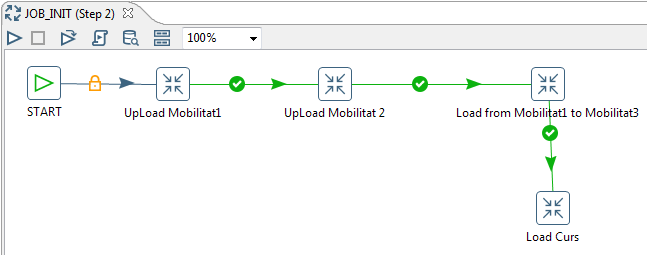 JOB_INIT (Step 2)
100%
START
UpLoad Mobilitat1
UpLoad Mobilitat 2
Load from Mobilitat1 to Mobilitat3
Load Curs